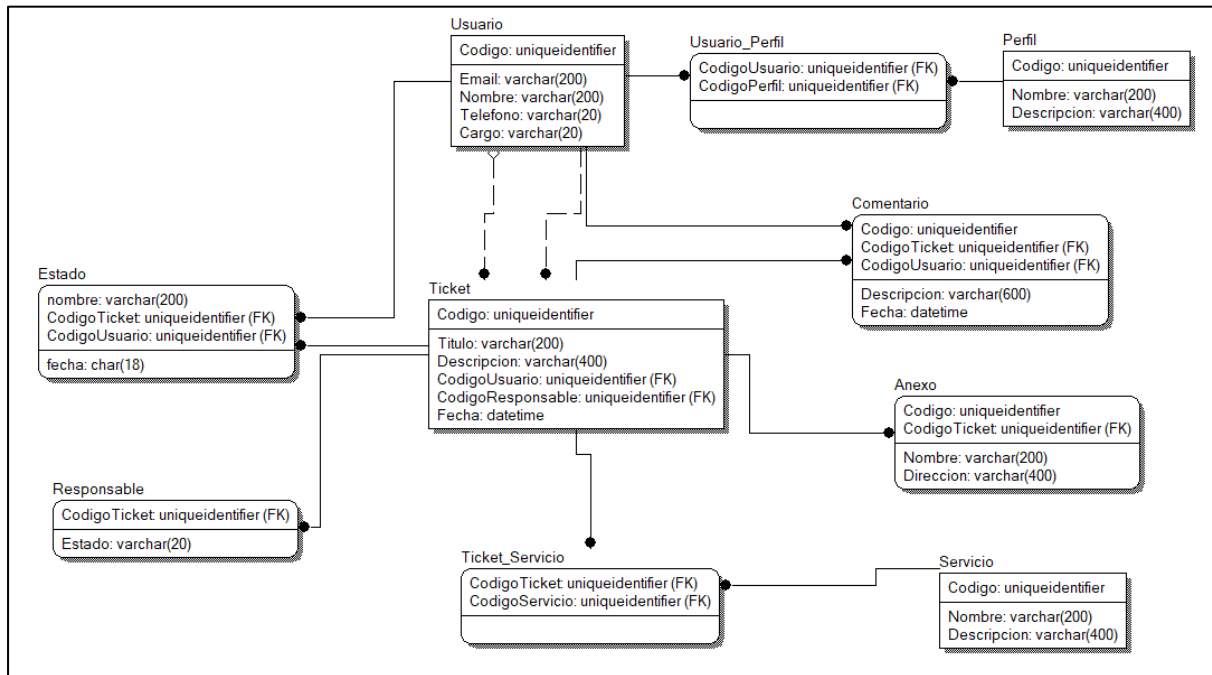 Usuario
Codigo: uniqueidentifier
Email: varchar(200)
Nombre: varchar(200)
Telefono: varchar(20)
Cargo: varchar(20)
Usuario_Perfil
CodigoUsuario: uniqueidentifier (FK)
CodigoPerfil: uniqueidentifier (FK)
Perfil
Codigo: uniqueidentifier
Nombre: varchar(200)
Descripcion: varchar(400)
Comentario
Codigo: uniqueidentifier
CodigoTicket: uniqueidentifier (FK)
CodigoUsuario: uniqueidentifier (FK)
Descripcion: varchar(600)
Fecha: datetime
Estado
nombre: varchar(200)
CodigoTicket: uniqueidentifier (FK)
CodigoUsuario: uniqueidentifier (FK)
fecha: char(18)
Ticket
Codigo: uniqueidentifier
Titulo: varchar(200)
Descripcion: varchar(400)
CodigoUsuario: uniqueidentifier (FK)
CodigoResponsable: uniqueidentifier (FK)
Fecha: datetime
Anexo
Codigo: uniqueidentifier
CodigoTicket: uniqueidentifier (FK)
Nombre: varchar(200)
Direccion: varchar(400)
Responsable
CodigoTicket: uniqueidentifier (FK)
Estado: varchar(20)
Ticket_Servicio
CodigoTicket: uniqueidentifier (FK)
CodigoServicio: uniqueidentifier (FK)
Servicio
Codigo: uniqueidentifier
Nombre: varchar(200)
Descripcion: varchar(400)